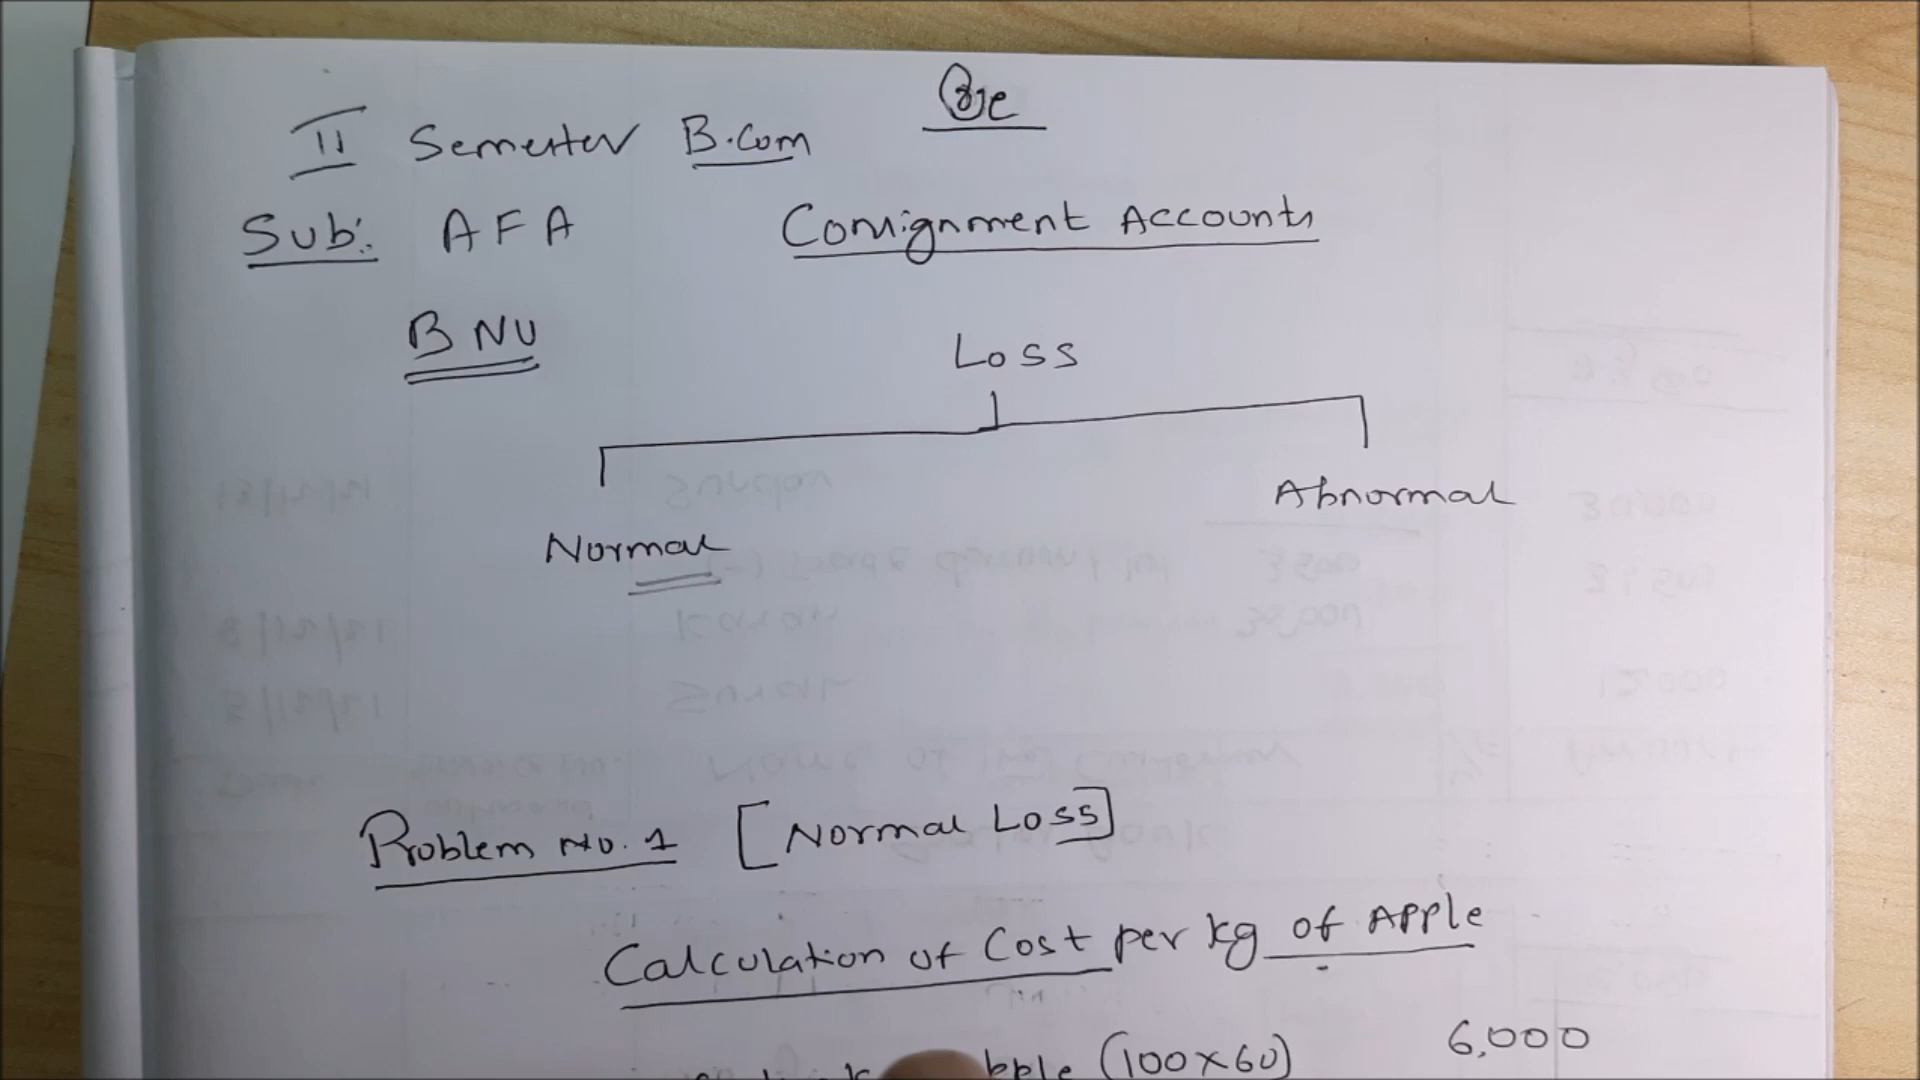 II Semester B.Com
Sub: AFA Consignment Accounts
BNU
Loss
Normal Abnormal
Problem No. 1 [Normal Loss]
Calculation of Cost per kg of Apple
(100x60) 6,000